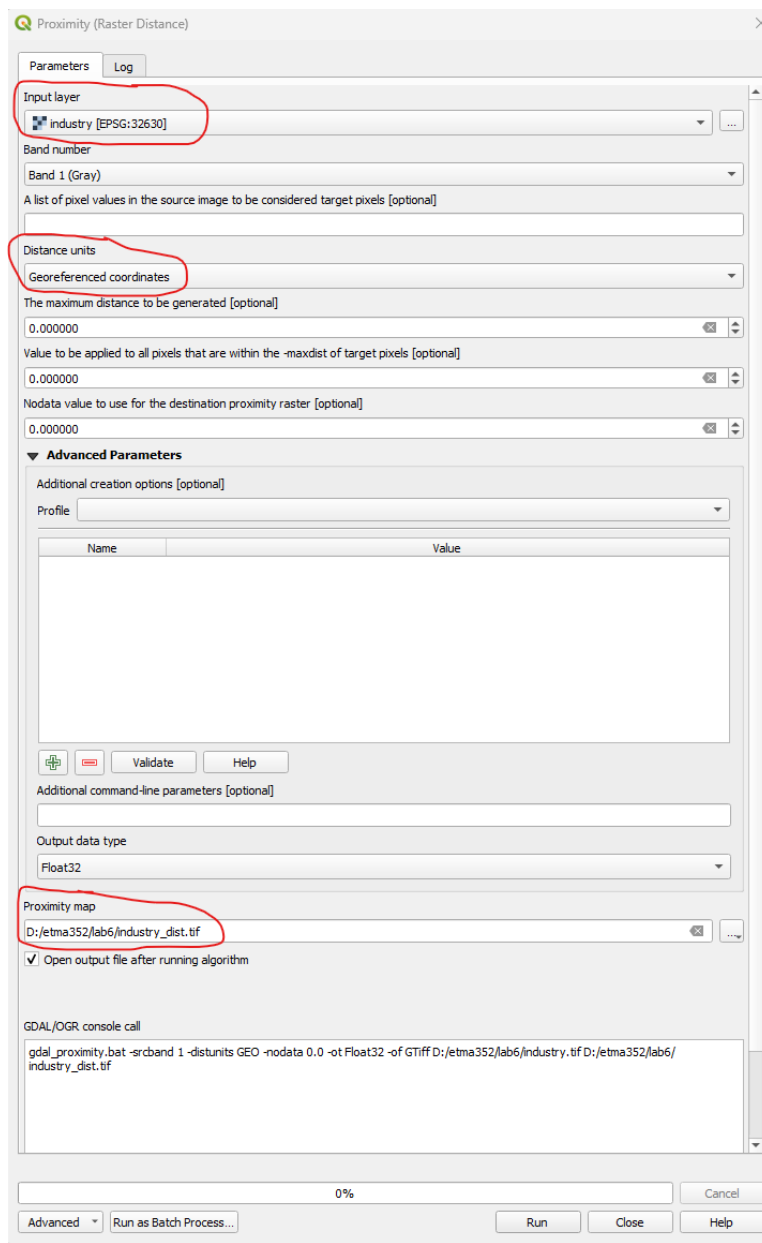 Proximity (Raster Distance)
Parameters Log
Input layer
industry [EPSG:32630]
...
Band number
Band 1 (Gray)
A list of pixel values in the source image to be considered target pixels [optional]
Distance units
Georeferenced coordinates
The maximum distance to be generated [optional]
0.000000
Value to be applied to all pixels that are within the -maxdist of target pixels [optional]
0.000000
Nodata value to use for the destination proximity raster [optional]
0.000000
Advanced Parameters
Additional creation options [optional]
Profile
Name Value
Validate Help
Additional command-line parameters [optional]
Output data type
Float32
Proximity map
D:/etma352/lab6/industry_dist.tif
...
Open output file after running algorithm
GDAL/OGR console call
gdal_proximity.bat -srcband 1 -distunits GEO -nodata 0.0 -ot Float32 -of GTiff D:/etma352/lab6/industry.tif D:/etma352/lab6/
industry_dist.tif
0% Cancel
Advanced Run as Batch Process... Run Close Help